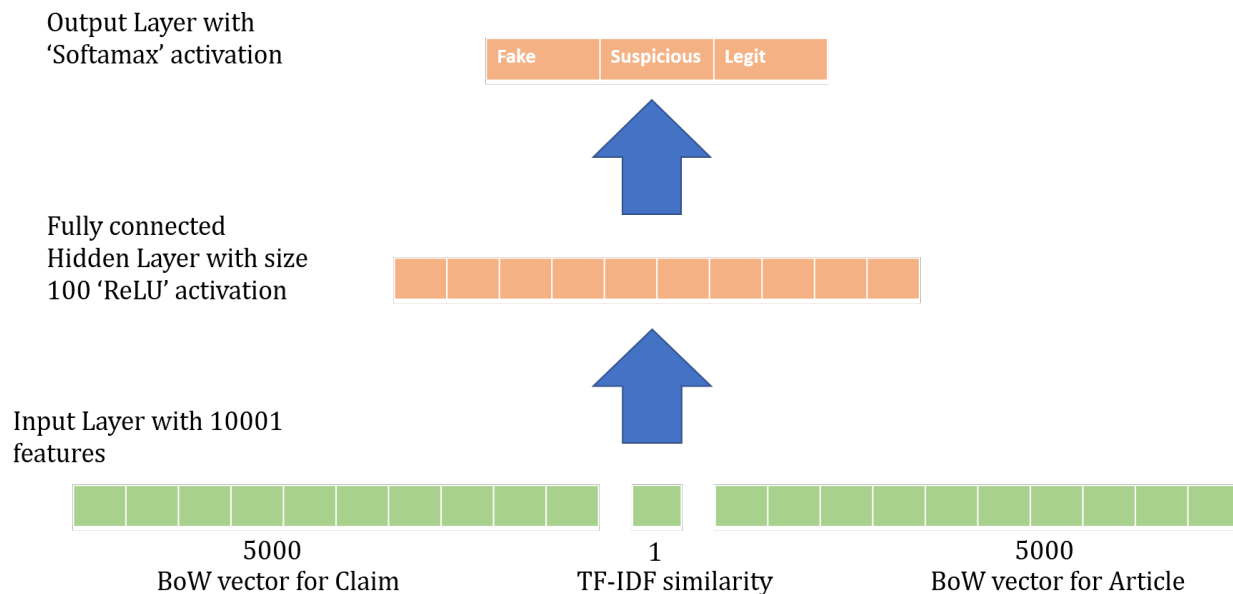 Output Layer with
‘Softamax’ activation
Fake Suspicious Legit
Fully connected
Hidden Layer with size
100 ‘ReLU’ activation
Input Layer with 10001
features
5000 1 5000
BoW vector for Claim TF-IDF similarity BoW vector for Article